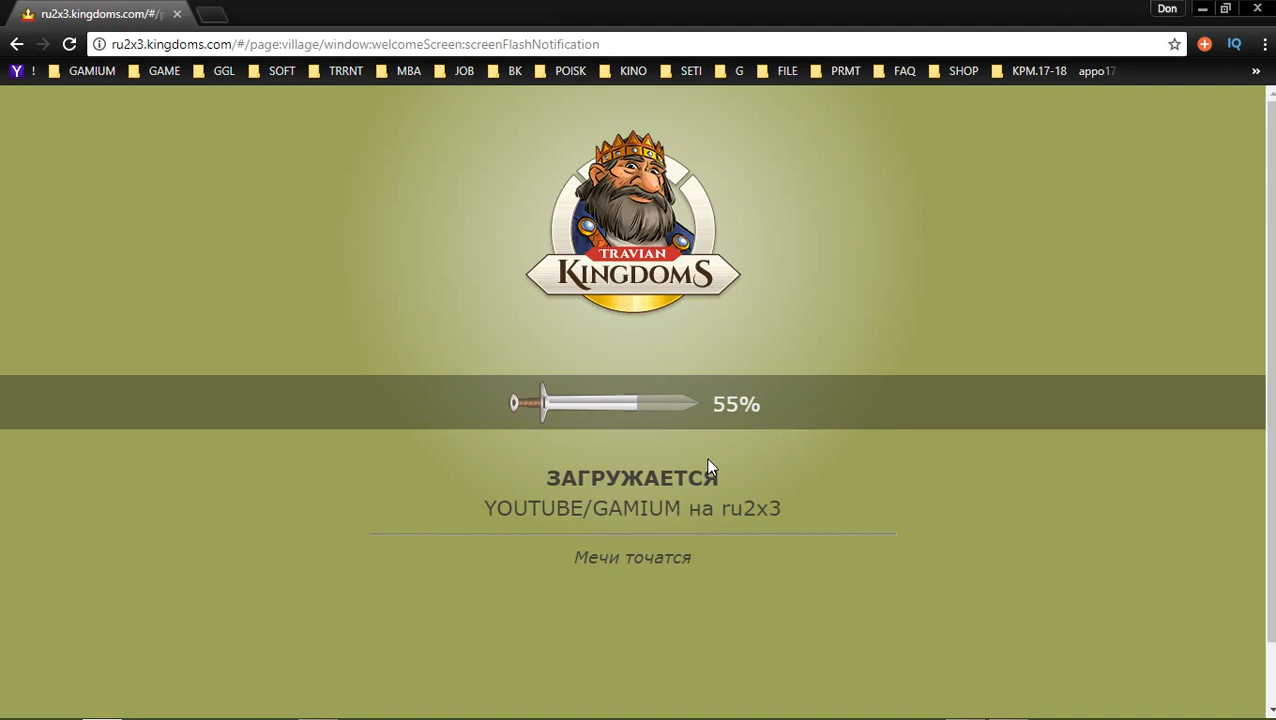 ru2x3.kingdoms.com/#/p
Don
ru2x3.kingdoms.com/#/page:village/window:welcomeScreen:screenFlashNotification
IQ
Y ! GAMIUM GAME GGL SOFT TRRNT MBA JOB BK POISK KINO SETI G FILE PRMT FAQ SHOP KPM.17-18 appo17 »
TRAVIAN
KINGDOMS
55%
ЗАГРУЖАЕТСЯ
YOUTUBE/GAMIUM на ru2x3
Мечи точатся